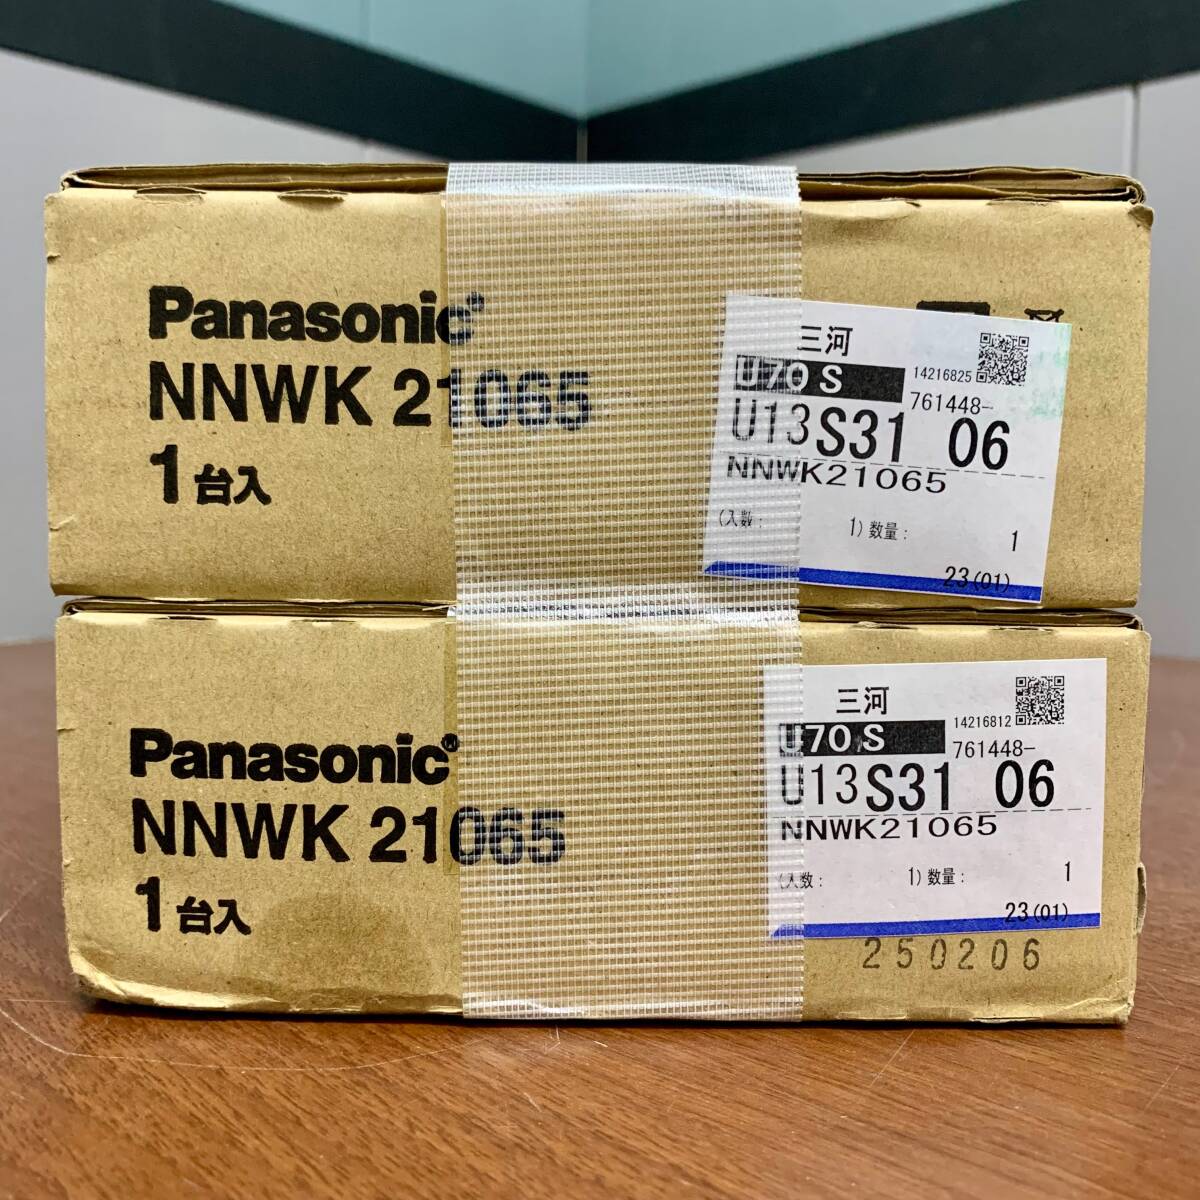 Panasonic
NNWK 21065
1台入
三河
U70 S
14216825
761448-
U13 S31 06
NNWK21065
(入数: 1) 数量: 1
23(01)
Panasonic®
NNWK 21065
1台入
三河
U70 S
14216812
761448-
U13 S31 06
NNWK21065
(入数: 1) 数量: 1
23(01)
250206